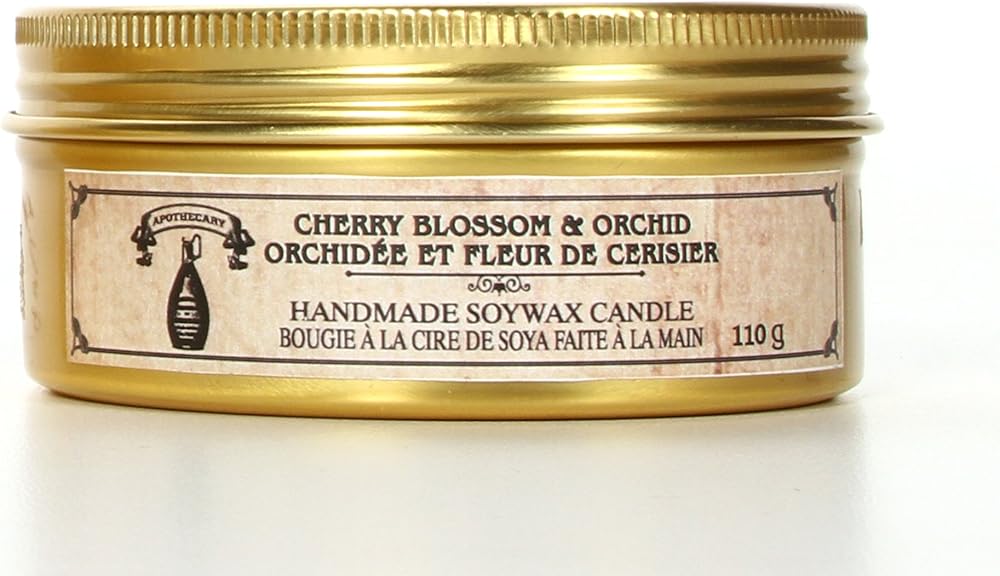 APOTHECARY
CHERRY BLOSSOM & ORCHID
ORCHIDÉE ET FLEUR DE CERISIER
HANDMADE SOYWAX CANDLE
BOUGIE À LA CIRE DE SOYA FAITE À LA MAIN 110 g